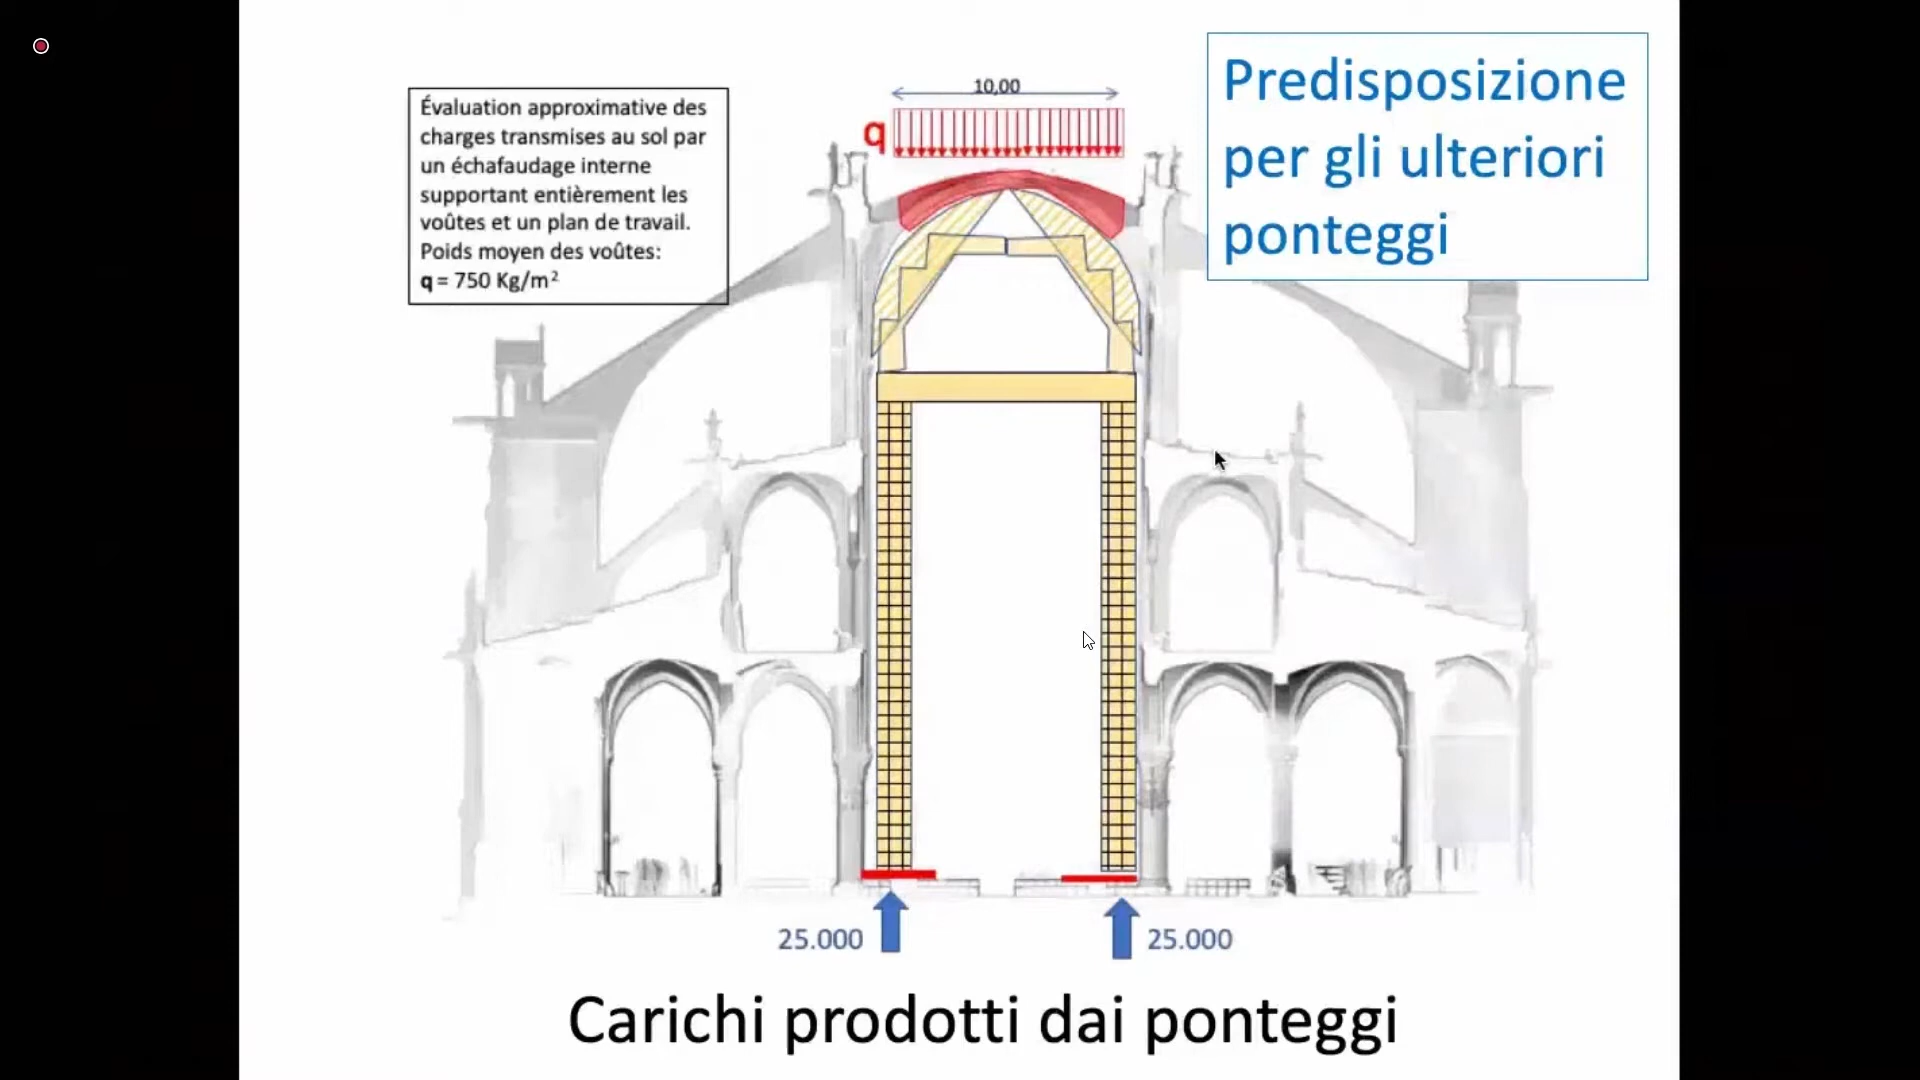 10,00
Évaluation approximative des
charges transmises au sol par
un échafaudage interne
supportant entièrement les
voûtes et un plan de travail.
Poids moyen des voûtes:
q = 750 Kg/m²
q
Predisposizione
per gli ulteriori
ponteggi
25.000
25.000
Carichi prodotti dai ponteggi